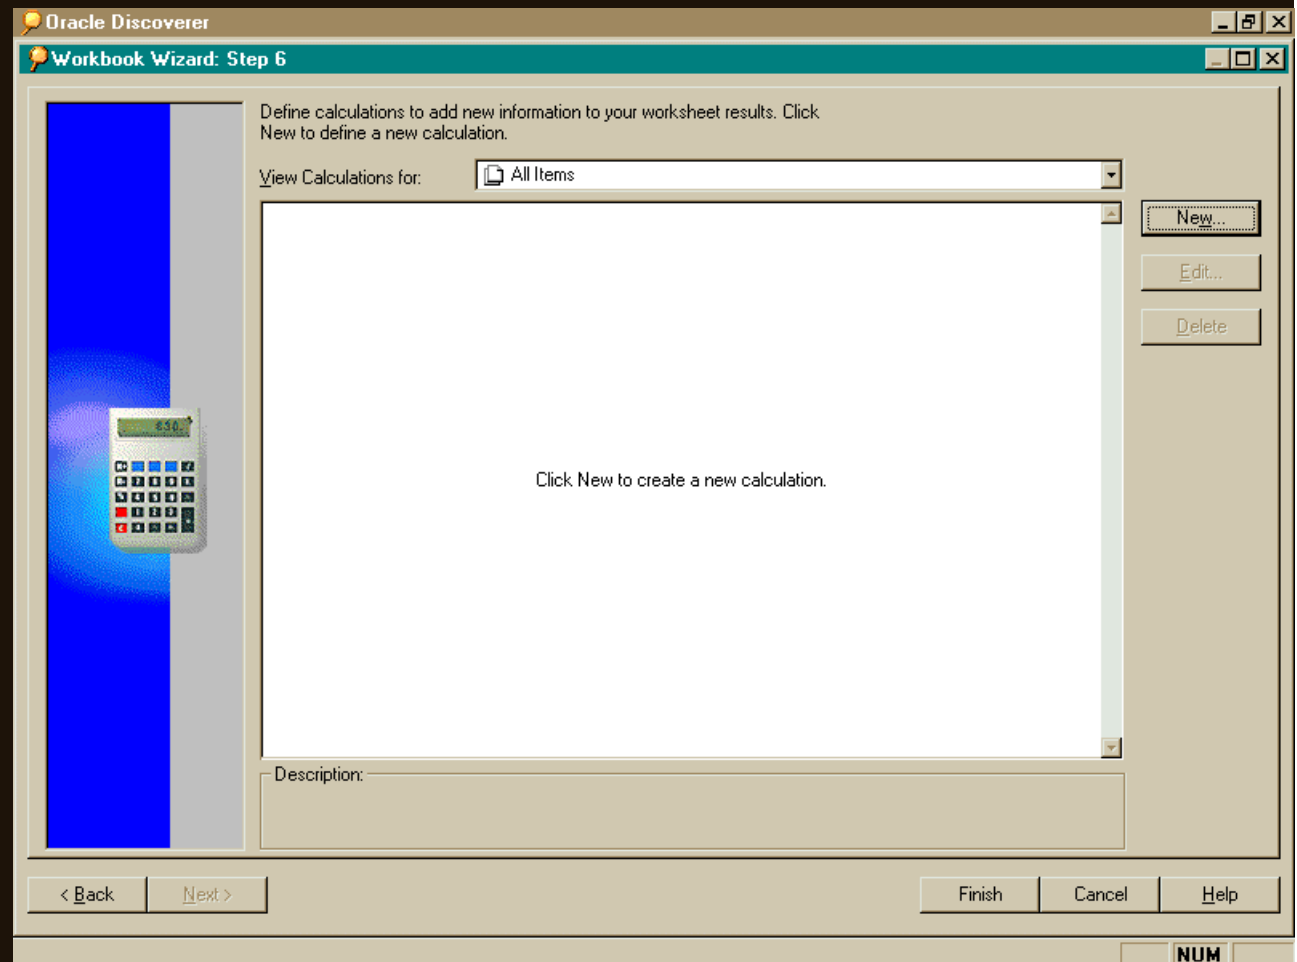 Oracle Discoverer
Workbook Wizard: Step 6
Define calculations to add new information to your worksheet results. Click
New to define a new calculation.
View Calculations for:
All Items
New...
Edit...
Delete
630.
Click New to create a new calculation.
Description:
< Back
Next >
Finish
Cancel
Help
NUM